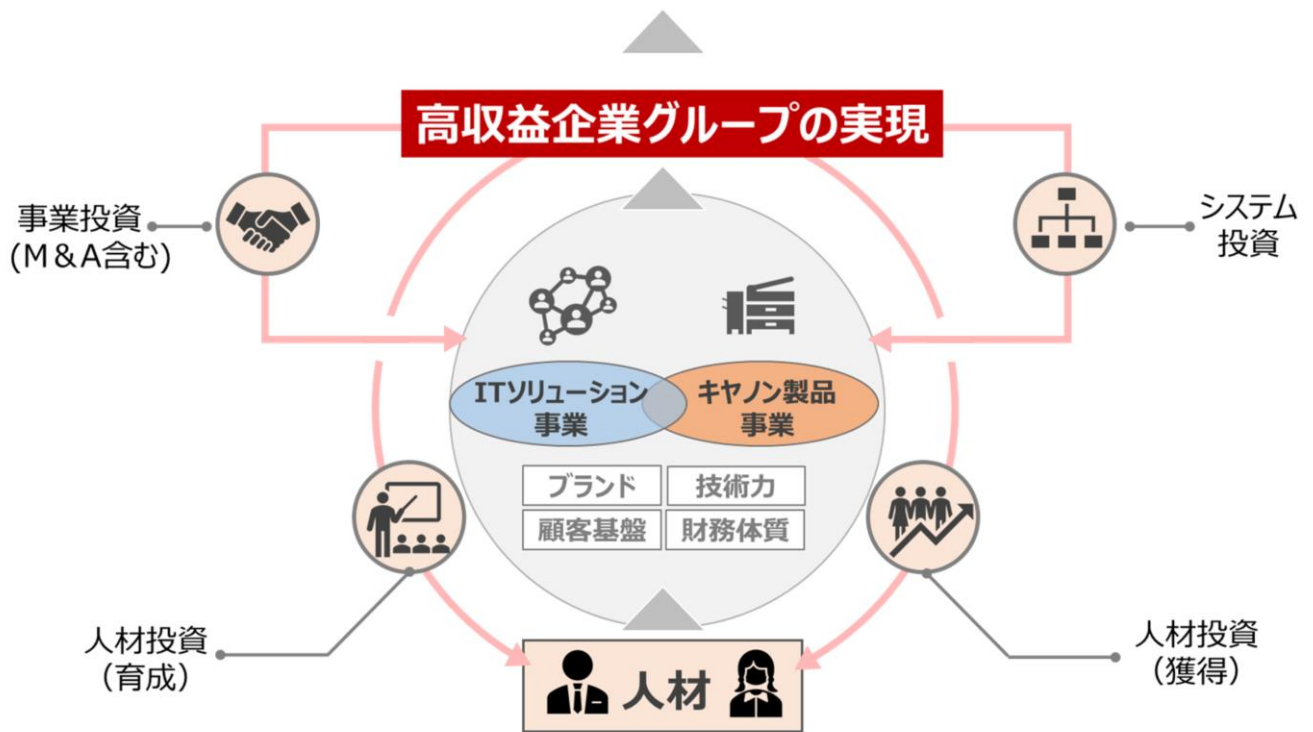 高収益企業グループの実現
事業投資
(M&A含む)
システム
投資
ITソリューション
事業
キヤノン製品
事業
ブランド
技術力
顧客基盤
財務体質
人材投資
（育成）
人材投資
（獲得）
人材